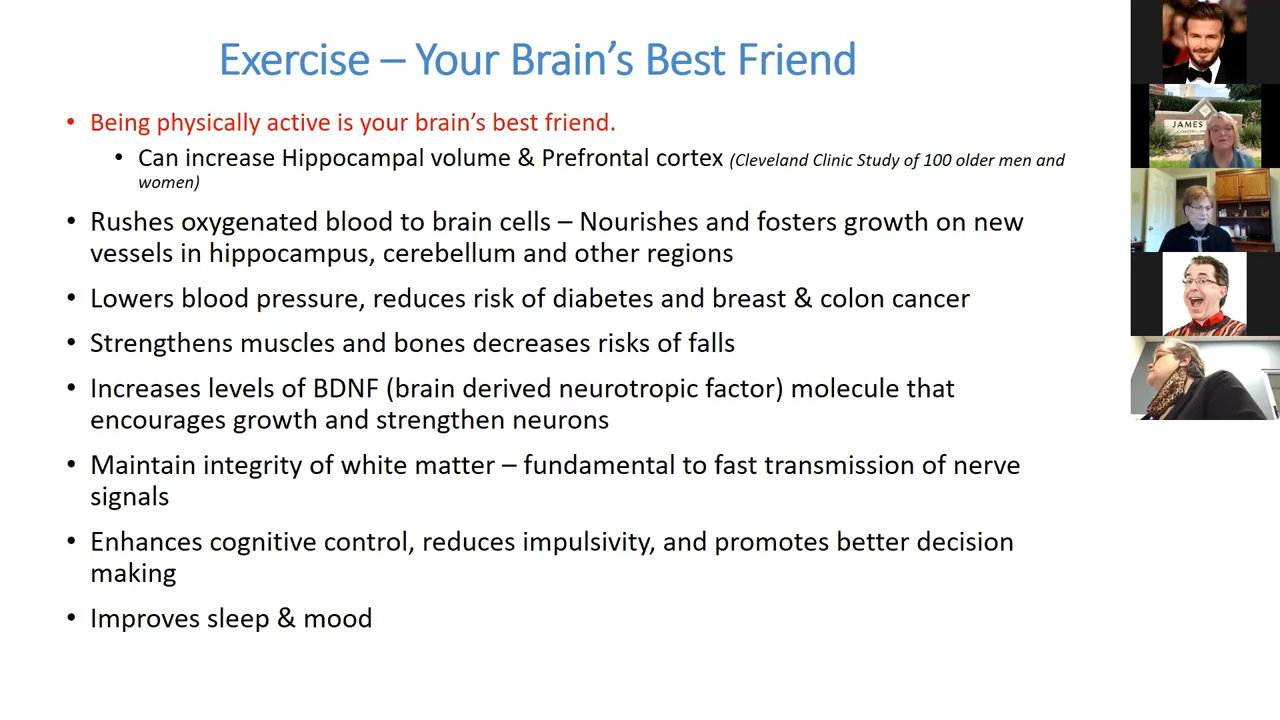 Exercise – Your Brain’s Best Friend
• Being physically active is your brain’s best friend.
• Can increase Hippocampal volume & Prefrontal cortex (Cleveland Clinic Study of 100 older men and
women)
• Rushes oxygenated blood to brain cells – Nourishes and fosters growth on new
vessels in hippocampus, cerebellum and other regions
• Lowers blood pressure, reduces risk of diabetes and breast & colon cancer
• Strengthens muscles and bones decreases risks of falls
• Increases levels of BDNF (brain derived neurotropic factor) molecule that
encourages growth and strengthen neurons
• Maintain integrity of white matter – fundamental to fast transmission of nerve
signals
• Enhances cognitive control, reduces impulsivity, and promotes better decision
making
• Improves sleep & mood
JAMES